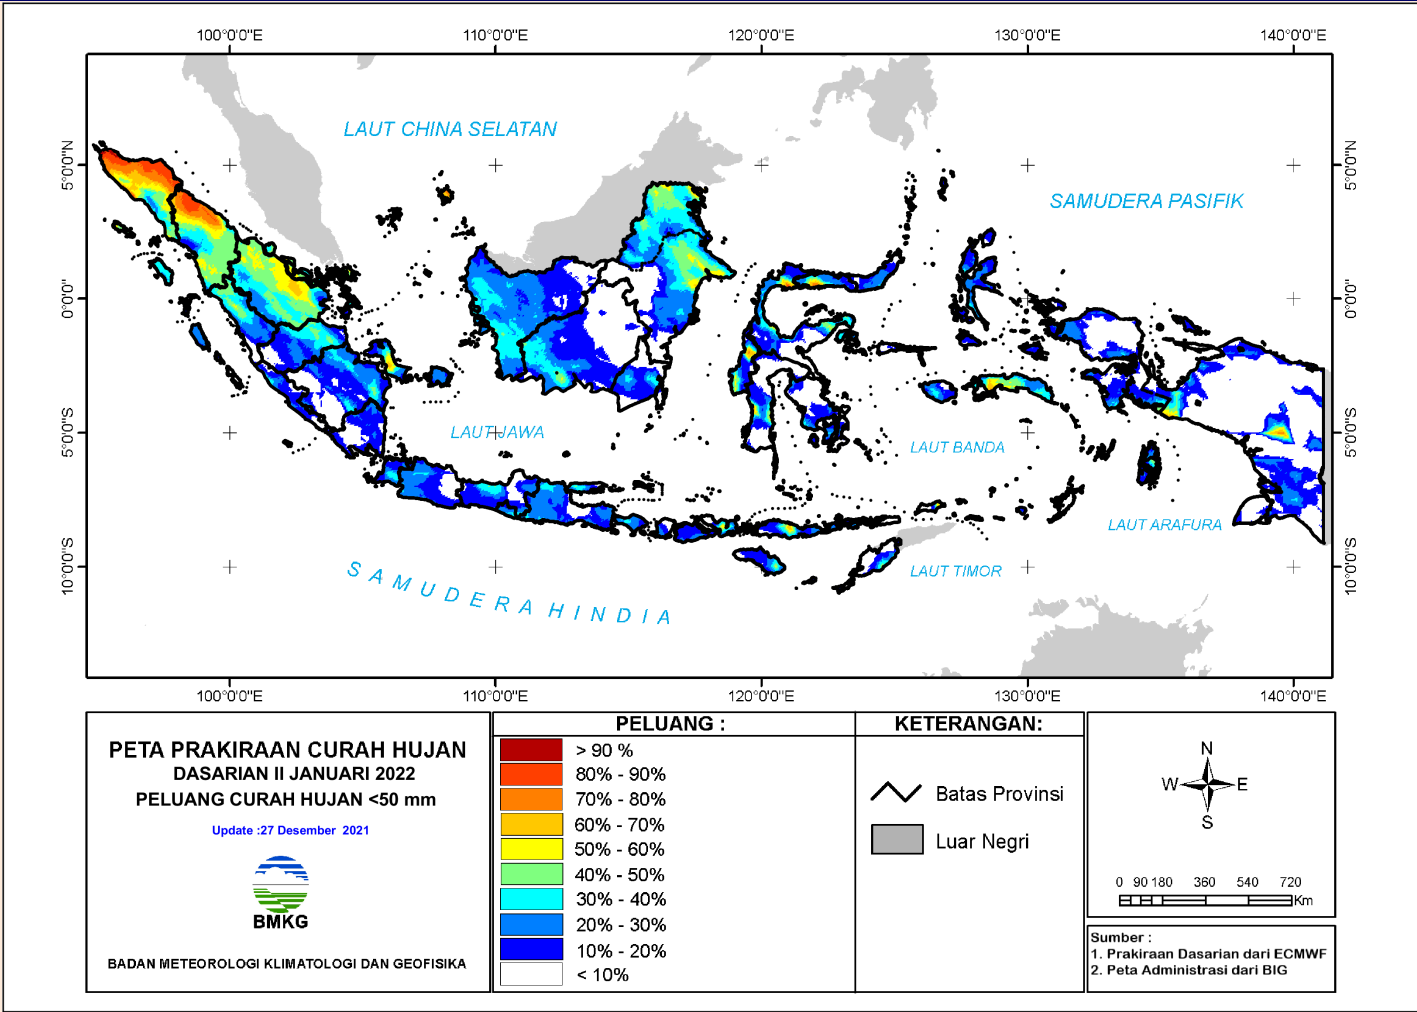 100°0'0"E 110°0'0"E 120°0'0"E 130°0'0"E 140°0'0"E
LAUT CHINA SELATAN
5°0'0"N 5°0'0"N
SAMUDERA PASIFIK
0°0'0" 0°0'0"
LAUT JAWA
5°0'0"S 5°0'0"S
LAUT BANDA
LAUT ARAFURA
10°0'0"S 10°0'0"S
LAUT TIMOR
SAMUDERA HINDIA
100°0'0"E 110°0'0"E 120°0'0"E 130°0'0"E 140°0'0"E
PETA PRAKIRAAN CURAH HUJAN
DASARIAN II JANUARI 2022
PELUANG CURAH HUJAN <50 mm
Update :27 Desember 2021
BMKG
BADAN METEOROLOGI KLIMATOLOGI DAN GEOFISIKA
PELUANG :
> 90 %
80% - 90%
70% - 80%
60% - 70%
50% - 60%
40% - 50%
30% - 40%
20% - 30%
10% - 20%
< 10%
KETERANGAN:
Batas Provinsi
Luar Negri
N
W E
S
0 90 180 360 540 720
Km
Sumber :
1. Prakiraan Dasarian dari ECMWF
2. Peta Administrasi dari BIG